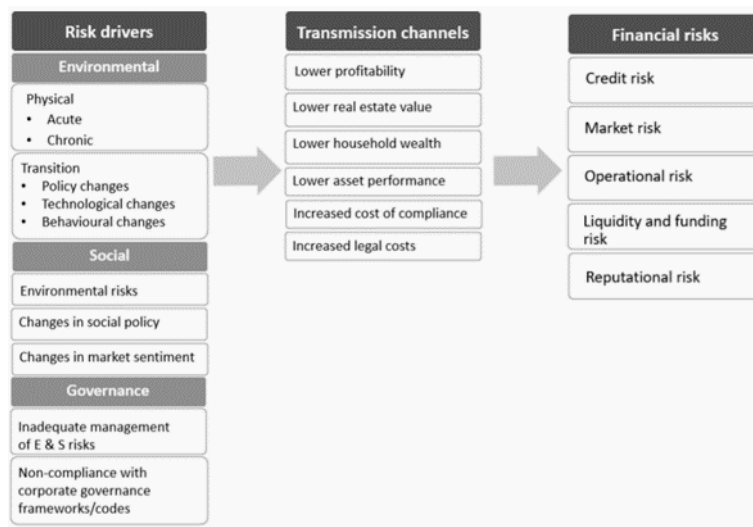 Risk drivers
Environmental
Physical
• Acute
• Chronic
Transition
• Policy changes
• Technological changes
• Behavioural changes
Social
Environmental risks
Changes in social policy
Changes in market sentiment
Governance
Inadequate management
of E & S risks
Non-compliance with
corporate governance
frameworks/codes
Transmission channels
Lower profitability
Lower real estate value
Lower household wealth
Lower asset performance
Increased cost of compliance
Increased legal costs
Financial risks
Credit risk
Market risk
Operational risk
Liquidity and funding
risk
Reputational risk